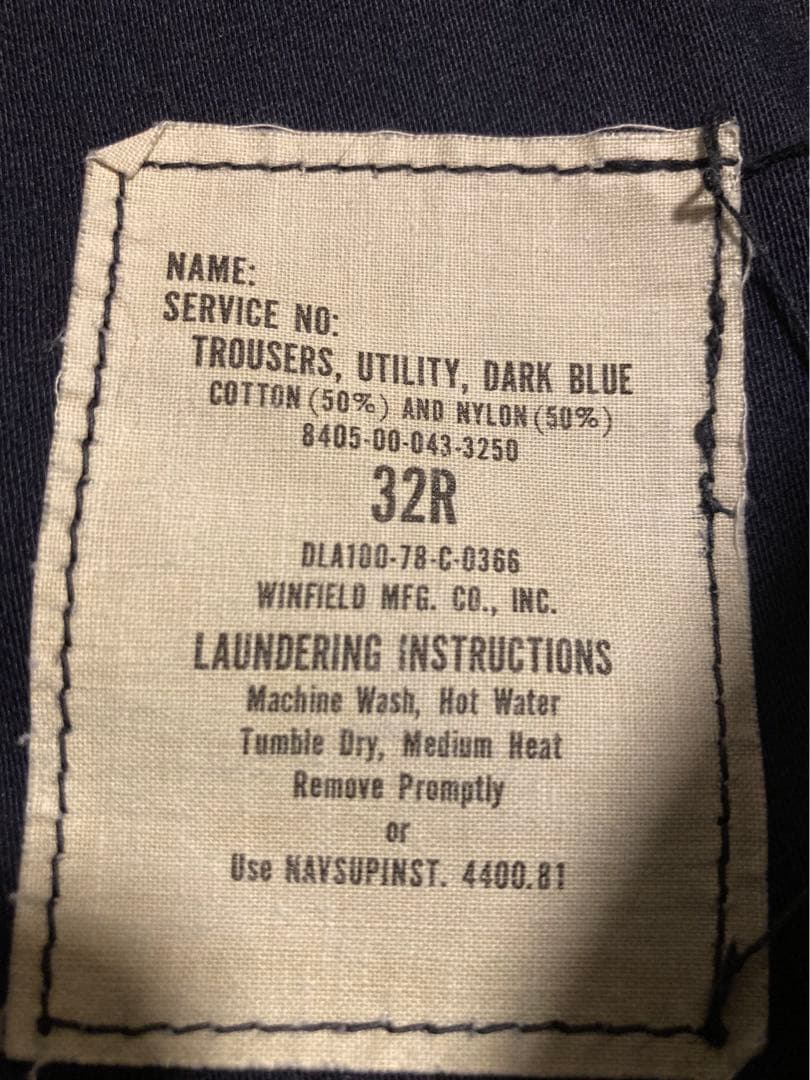 NAME:
SERVICE NO:
TROUSERS, UTILITY, DARK BLUE
COTTON (50%) AND NYLON (50%)
8405-00-043-3250
32R
DLA100-78-C-0366
WINFIELD MFG. CO., INC.
LAUNDERING INSTRUCTIONS
Machine Wash, Hot Water
Tumble Dry, Medium Heat
Remove Promptly
or
Use NAVSUPINST. 4400.81